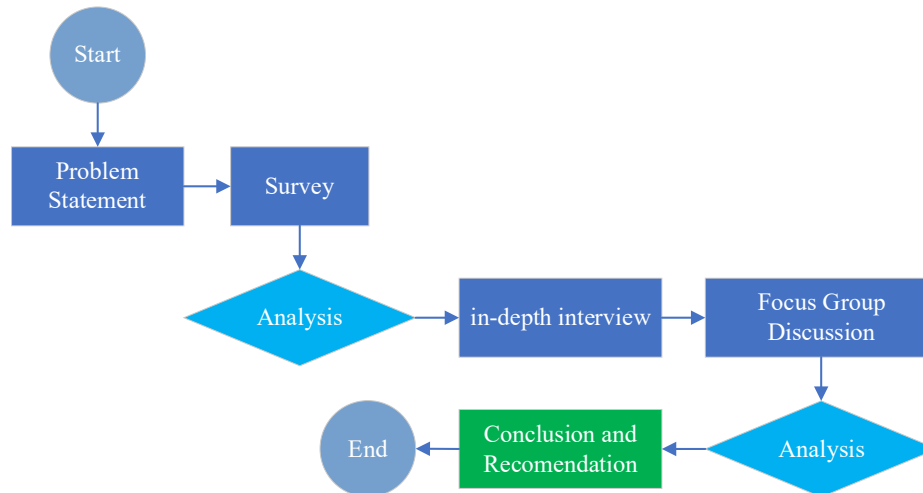 Start
Problem
Statement
Survey
Analysis
in-depth interview
Focus Group
Discussion
Analysis
Conclusion and
Recomendation
End